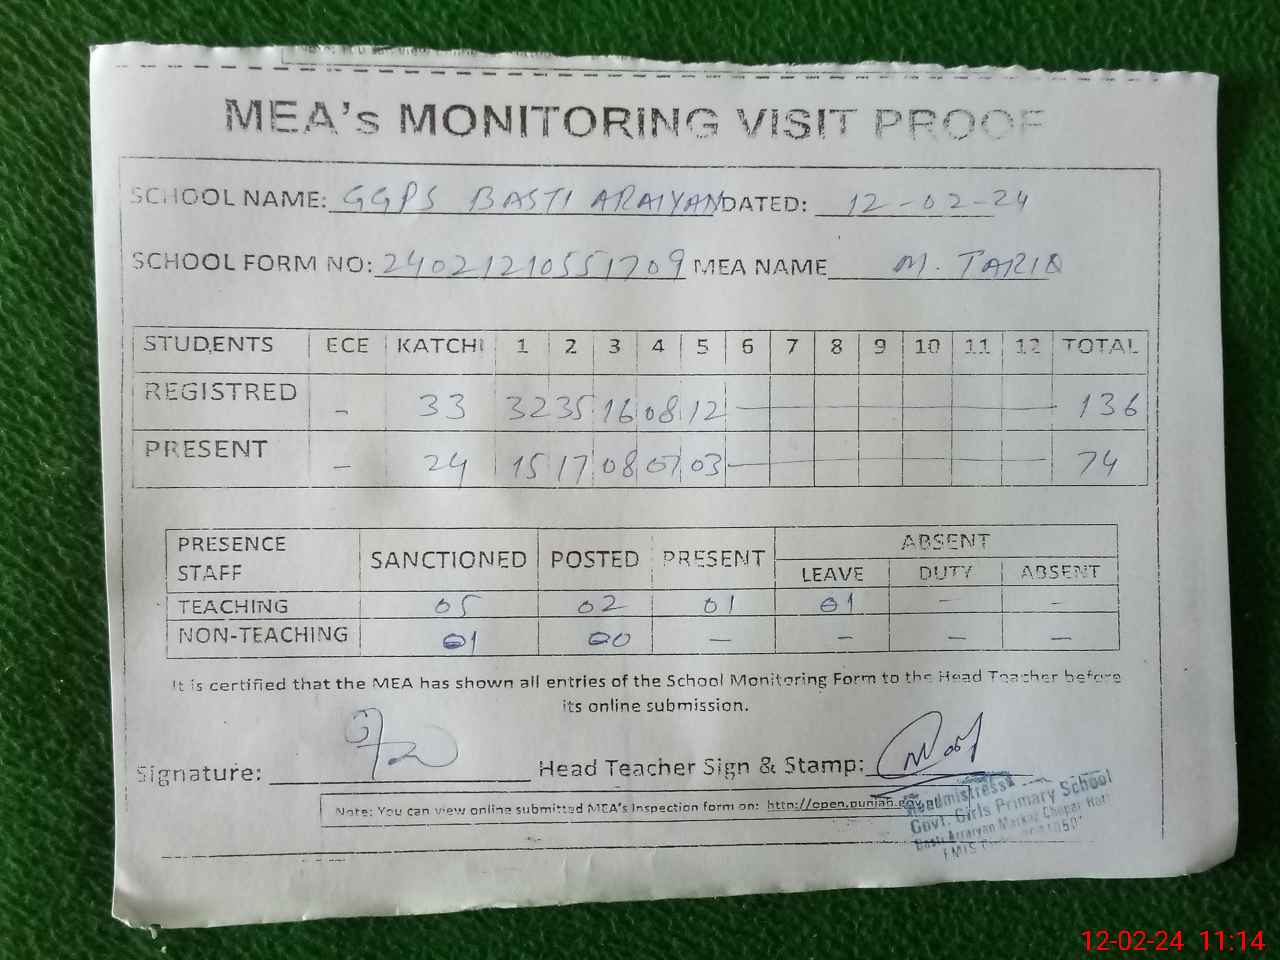 MEA's MONITORING VISIT PROOF
SCHOOL NAME: GGPS BASTI ARAIYAN DATED: 12-02-24
SCHOOL FORM NO: 24021210551709 MEA NAME M. TARIQ
STUDENTS ECE KATCHI 1 2 3 4 5 6 7 8 9 10 11 12 TOTAL
REGISTRED - 33 32 35 16 08 12 — 136
PRESENT - 24 15 17 08 07 03 — 74
PRESENCE STAFF SANCTIONED POSTED PRESENT ABSENT
LEAVE DUTY ABSENT
TEACHING 05 02 01 01 - -
NON-TEACHING 01 00 - - - -
It is certified that the MEA has shown all entries of the School Monitoring Form to the Head Teacher before
its online submission.
Signature: Head Teacher Sign & Stamp:
Note: You can view online submitted MEA's Inspection form on: http://open.punjab.gov
Headmistress
Govt. Girls Primary School
Basti Arraiyan Markaz
EMIS
12-02-24 11:14